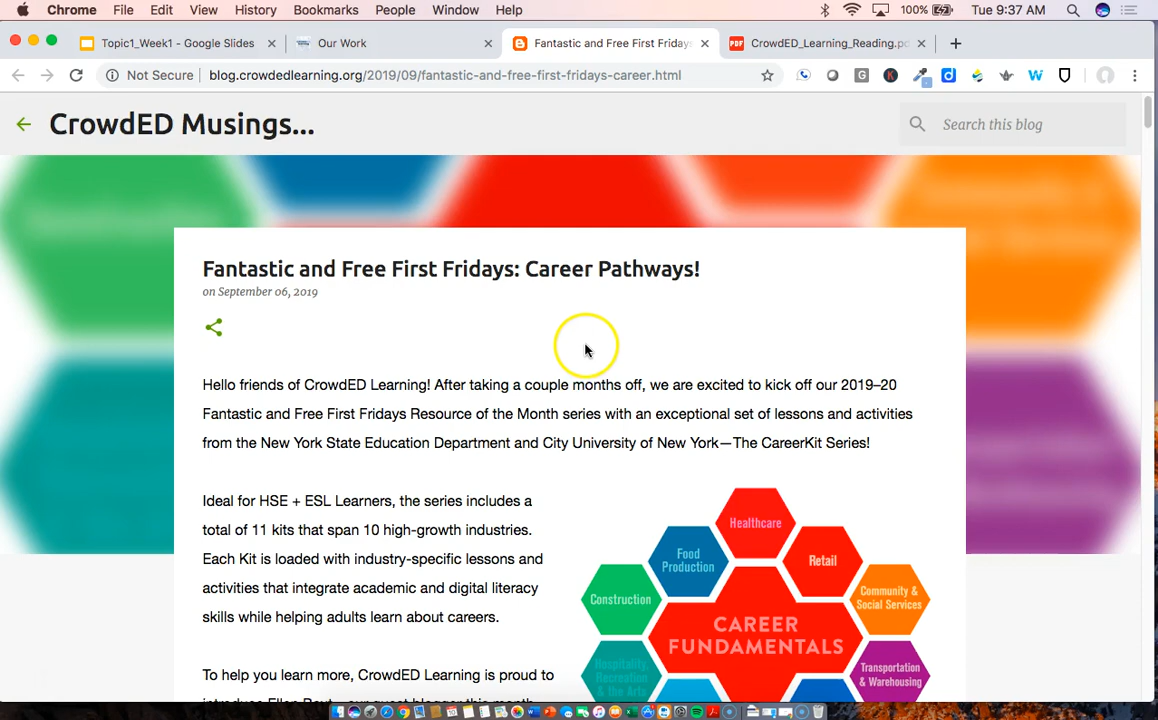 Chrome File Edit View History Bookmarks People Window Help 100% Tue 9:37 AM
Topic1_Week1 - Google Slides Our Work Fantastic and Free First Fridays CrowdED_Learning_Reading.pd
Not Secure blog.crowdedlearning.org/2019/09/fantastic-and-free-first-fridays-career.html
CrowdED Musings...
Search this blog
Fantastic and Free First Fridays: Career Pathways!
on September 06, 2019
Hello friends of CrowdED Learning! After taking a couple months off, we are excited to kick off our 2019–20
Fantastic and Free First Fridays Resource of the Month series with an exceptional set of lessons and activities
from the New York State Education Department and City University of New York—The CareerKit Series!
Ideal for HSE + ESL Learners, the series includes a
total of 11 kits that span 10 high-growth industries.
Each Kit is loaded with industry-specific lessons and
activities that integrate academic and digital literacy
skills while helping adults learn about careers.
To help you learn more, CrowdED Learning is proud to
Healthcare
Food
Production
Retail
Construction
Community &
Social Services
CAREER
FUNDAMENTALS
Hospitality,
Recreation
& the Arts
Transportation
& Warehousing